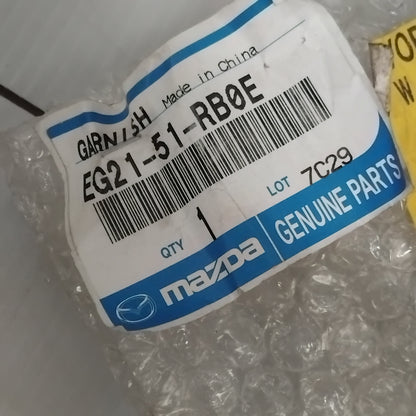 GARNISH Made in China
EG21-51-RB0E
QTY 1 LOT 7C29
mazDa GENUINE PARTS
W